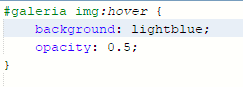 #galeria img:hover {
    background: lightblue;
    opacity: 0.5;
}